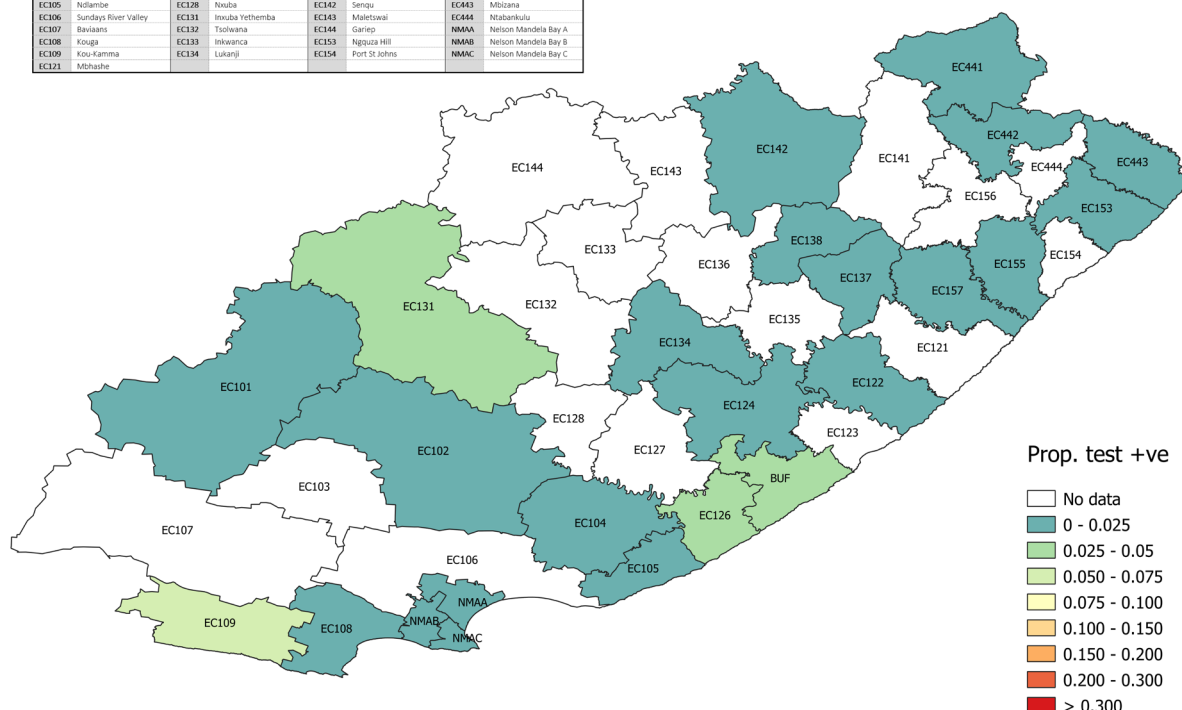 EC105 Ndlambe EC128 Nxuba EC142 Senqu EC443 Mbizana
EC106 Sundays River Valley EC131 Inxuba Yethemba EC143 Maletswai EC444 Ntabankulu
EC107 Baviaans EC132 Tsolwana EC144 Gariep NMAA Nelson Mandela Bay A
EC108 Kouga EC133 Inkwanca EC153 Ngquza Hill NMAB Nelson Mandela Bay B
EC109 Kou-Kamma EC134 Lukanji EC154 Port St Johns NMAC Nelson Mandela Bay C
EC121 Mbhashe
EC441
EC442
EC142
EC141
EC443
EC444
EC144
EC143
EC156
EC153
EC138
EC133
EC154
EC136
EC155
EC137
EC157
EC131
EC132
EC135
EC134
EC121
EC101
EC122
EC124
EC128
EC123
EC102
EC127
BUF
EC103
EC126
EC104
EC107
EC106
EC105
NMAA
EC109
EC108
NMAB
NMAC
Prop. test +ve
No data
0 - 0.025
0.025 - 0.05
0.050 - 0.075
0.075 - 0.100
0.100 - 0.150
0.150 - 0.200
0.200 - 0.300
> 0.300